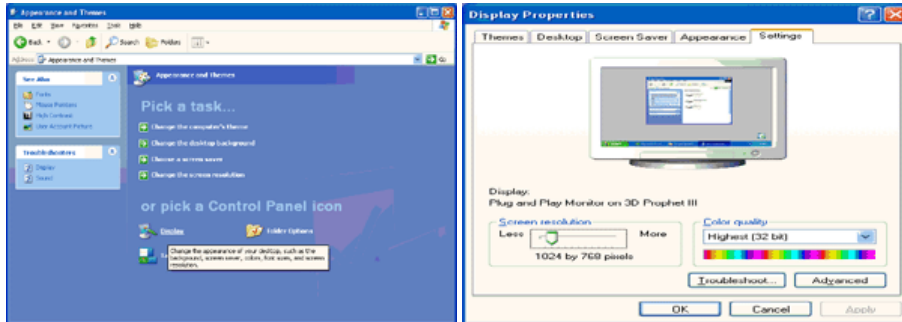 Appearance and Themes
File Edit View Favorites Tools Help
Back Search Folders
Address Appearance and Themes Go
See Also
Fonts
Mouse Pointers
High Contrast
User Account Picture
Troubleshooters
Display
Sound
Appearance and Themes
Pick a task...
Change the computer's theme
Change the desktop background
Choose a screen saver
Change the screen resolution
or pick a Control Panel icon
Display Folder Options
Change the appearance of your desktop, such as the
background, screen saver, colors, font sizes, and screen
resolution.
Display Properties
Themes Desktop Screen Saver Appearance Settings
Display:
Plug and Play Monitor on 3D Prophet III
Screen resolution
Less More
1024 by 768 pixels
Color quality
Highest (32 bit)
Troubleshoot... Advanced
OK Cancel Apply